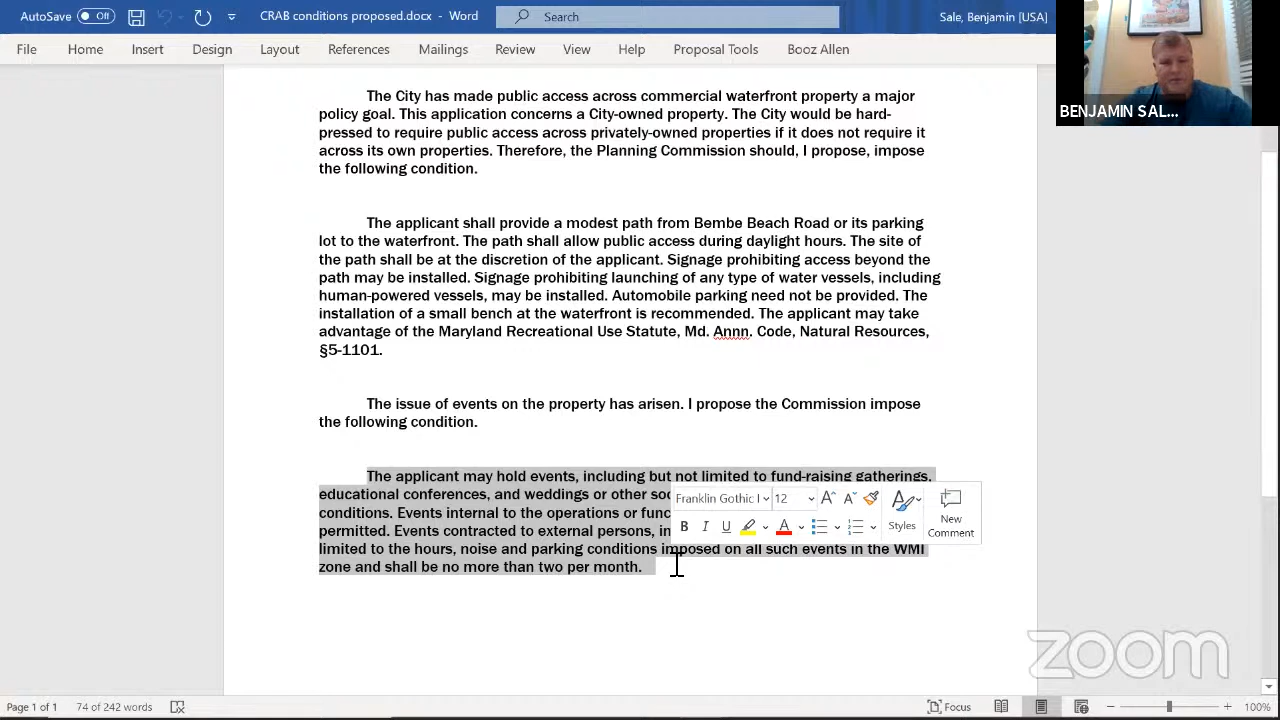 AutoSave Off CRAB conditions proposed.docx - Word Search Sale, Benjamin [USA]
File Home Insert Design Layout References Mailings Review View Help Proposal Tools Booz Allen
BENJAMIN SAL...
The City has made public access across commercial waterfront property a major
policy goal. This application concerns a City-owned property. The City would be hard-
pressed to require public access across privately-owned properties if it does not require it
across its own properties. Therefore, the Planning Commission should, I propose, impose
the following condition.
The applicant shall provide a modest path from Bembe Beach Road or its parking
lot to the waterfront. The path shall allow public access during daylight hours. The site of
the path shall be at the discretion of the applicant. Signage prohibiting access beyond the
path may be installed. Signage prohibiting launching of any type of water vessels, including
human-powered vessels, may be installed. Automobile parking need not be provided. The
installation of a small bench at the waterfront is recommended. The applicant may take
advantage of the Maryland Recreational Use Statute, Md. Annn. Code, Natural Resources,
§5-1101.
The issue of events on the property has arisen. I propose the Commission impose
the following condition.
The applicant may hold events, including but not limited to fund-raising gatherings,
educational conferences, and weddings or other soc
conditions. Events internal to the operations or func
permitted. Events contracted to external persons, in
limited to the hours, noise and parking conditions imposed on all such events in the WMI
zone and shall be no more than two per month.
Franklin Gothic 12
B I U A Styles New
Comment
zoom
Page 1 of 1 74 of 242 words Focus 100%